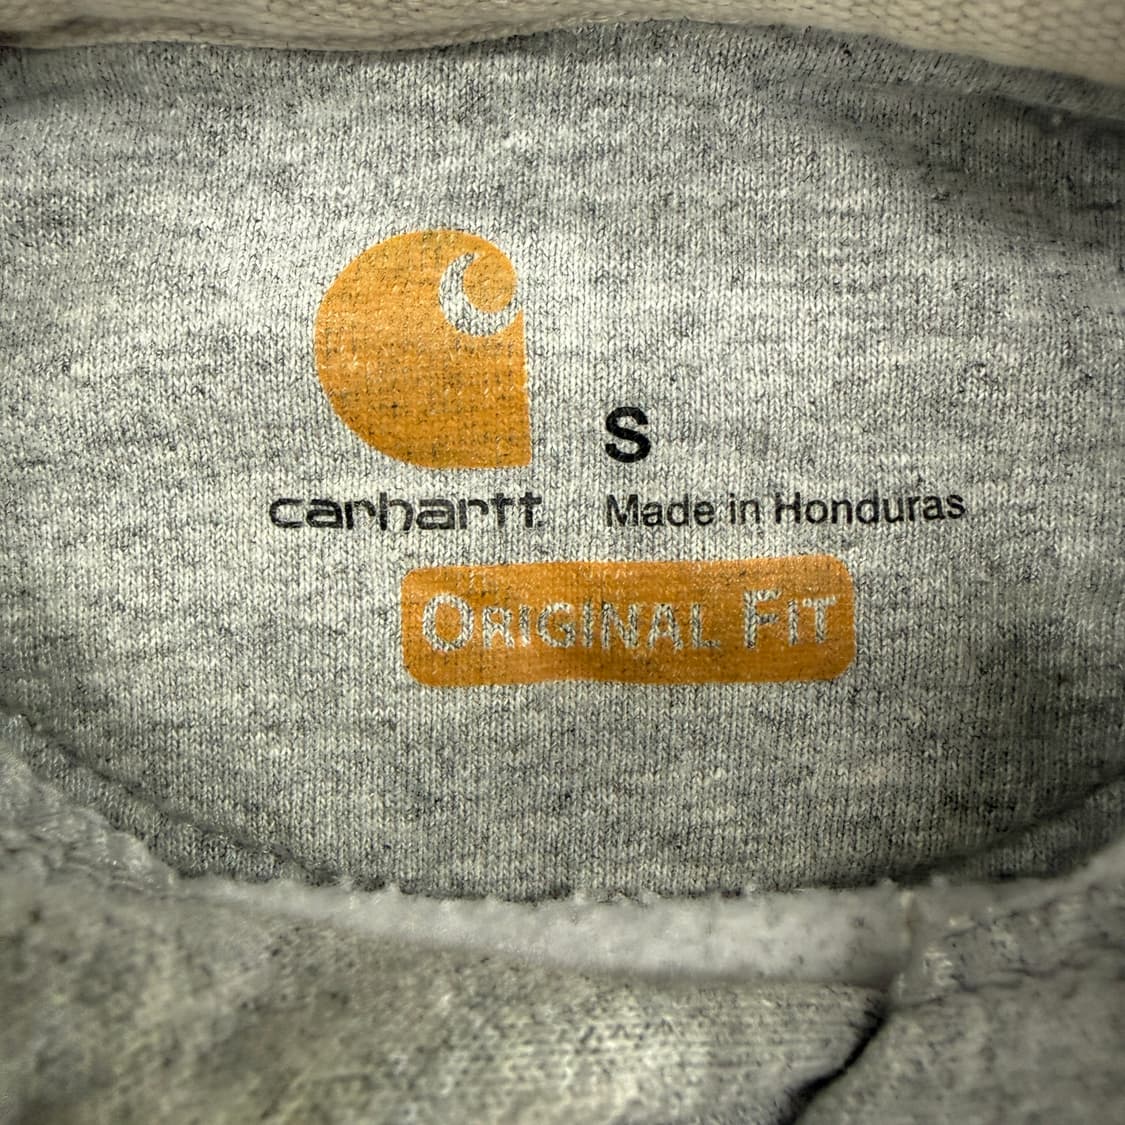 S
carhartt
Made in Honduras
ORIGINAL FIT